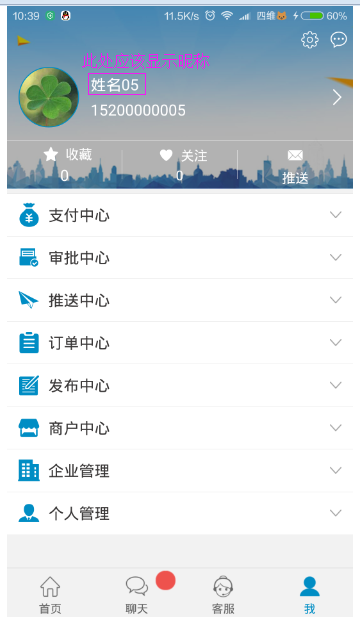 10:39 11.5K/s 四维 60%
此处应该显示昵称
姓名05
15200000005
收藏 关注
0 0 推送
支付中心
审批中心
推送中心
订单中心
发布中心
商户中心
企业管理
个人管理
首页 聊天 客服 我